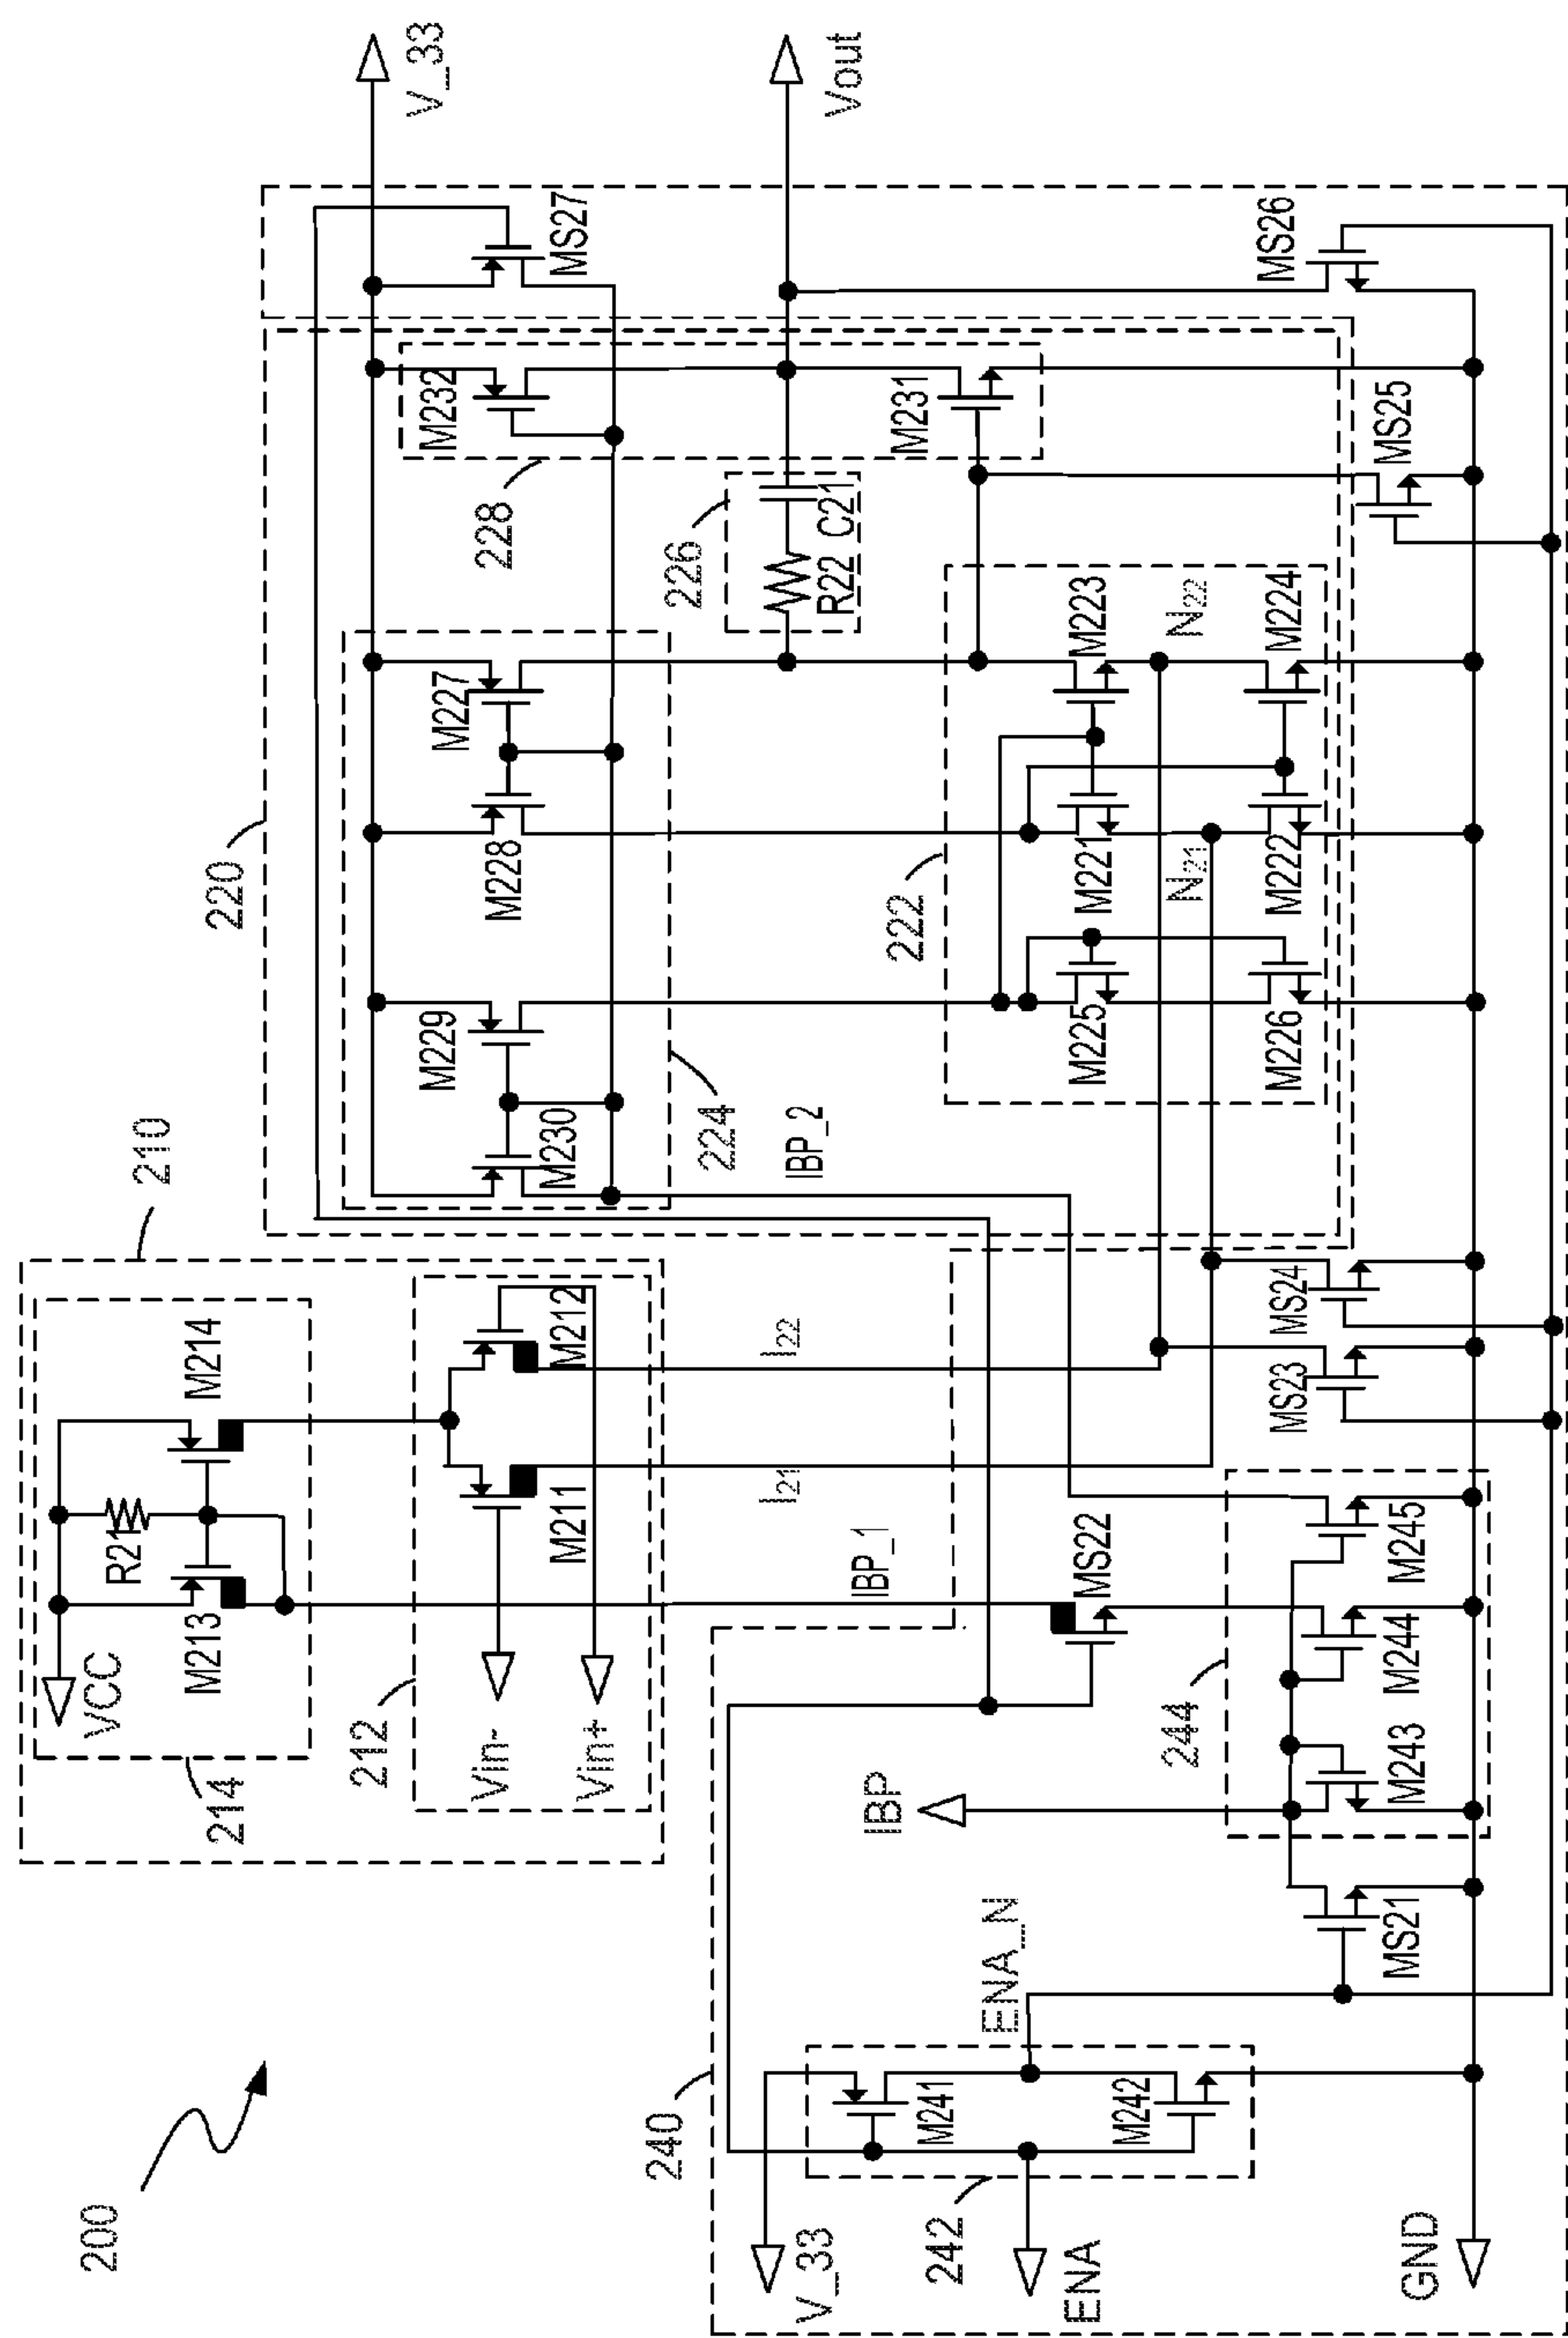 200
210
VCC
R21
M213
M214
214
212
Vin-
Vin+
M211
M212
I21
I22
IBP_1
IBP_2
220
V_33
Vout
M230
M229
M228
M227
224
M232
M231
228
226
R22
C21
222
M225
M226
M221
N21
M222
M223
N22
M224
MS27
MS26
MS25
MS24
MS23
MS22
MS21
240
V_33
242
ENA
M241
M242
ENA_N
IBP
244
M243
M244
M245
GND